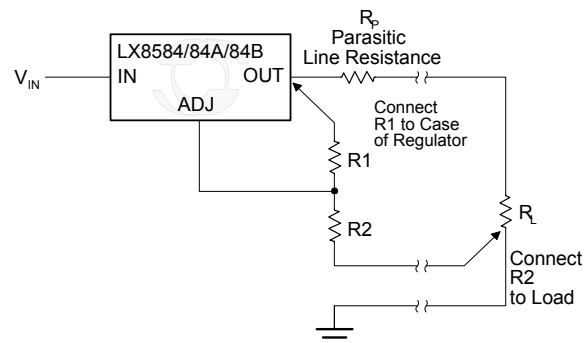 R_P
Parasitic
Line Resistance
LX8584/84A/84B
V_IN
IN
OUT
ADJ
Connect
R1 to Case
of Regulator
R1
R2
R_L
Connect
R2
to Load